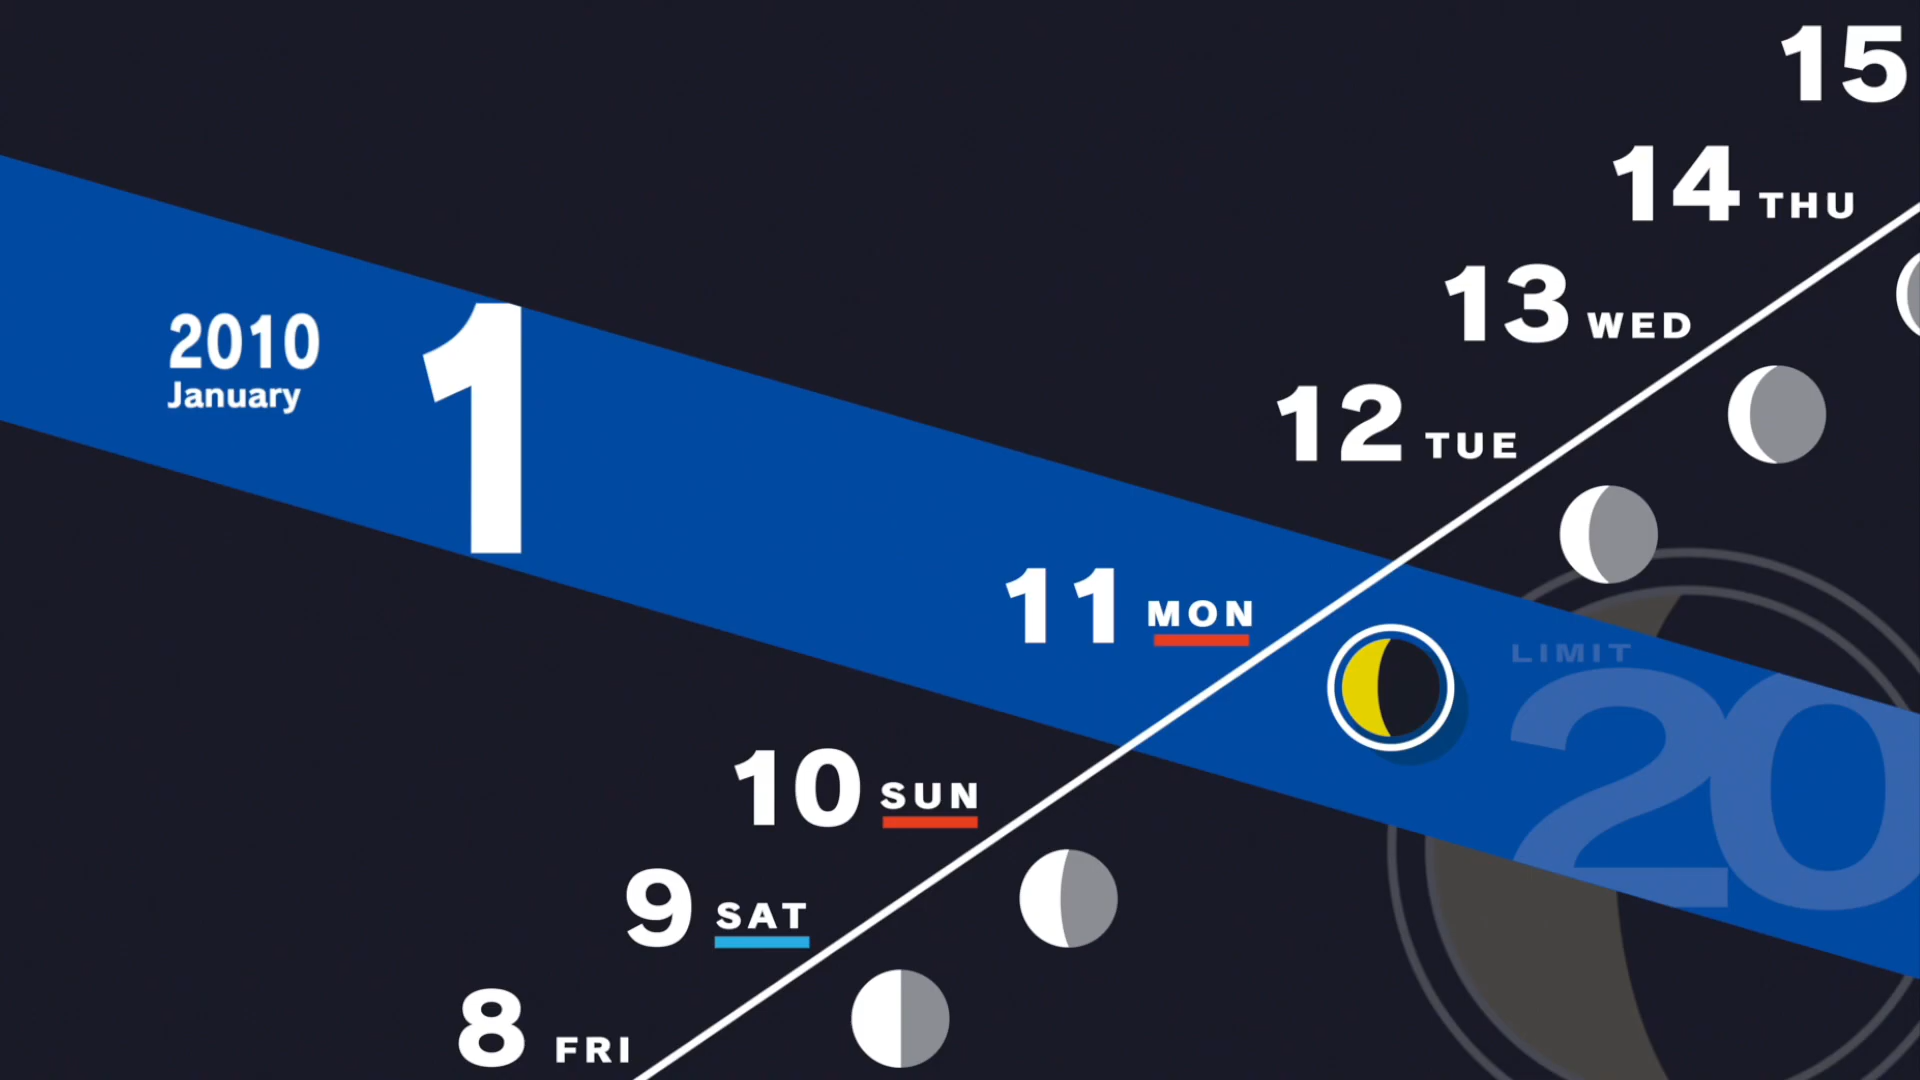 15
14 THU
13 WED
2010
January
1
12 TUE
11 MON
LIMIT
20
10 SUN
9 SAT
8 FRI